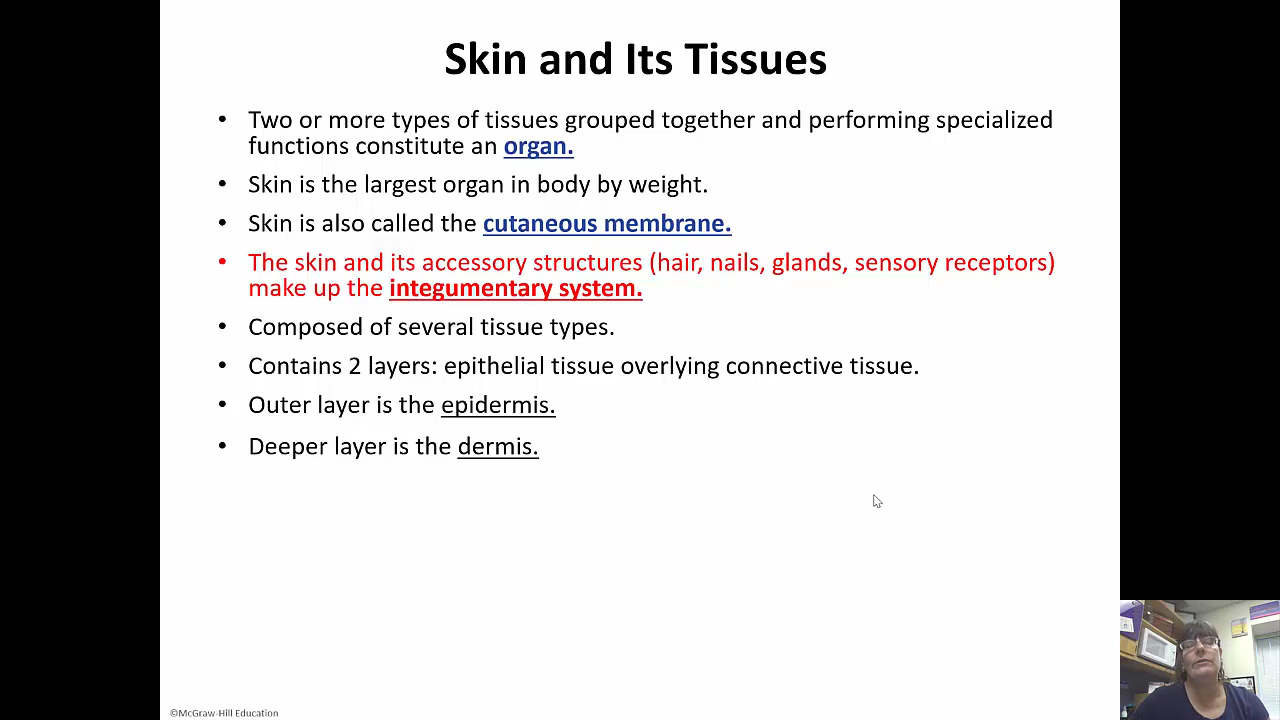 Skin and Its Tissues
• Two or more types of tissues grouped together and performing specialized
functions constitute an organ.
• Skin is the largest organ in body by weight.
• Skin is also called the cutaneous membrane.
• The skin and its accessory structures (hair, nails, glands, sensory receptors)
make up the integumentary system.
• Composed of several tissue types.
• Contains 2 layers: epithelial tissue overlying connective tissue.
• Outer layer is the epidermis.
• Deeper layer is the dermis.
©McGraw-Hill Education